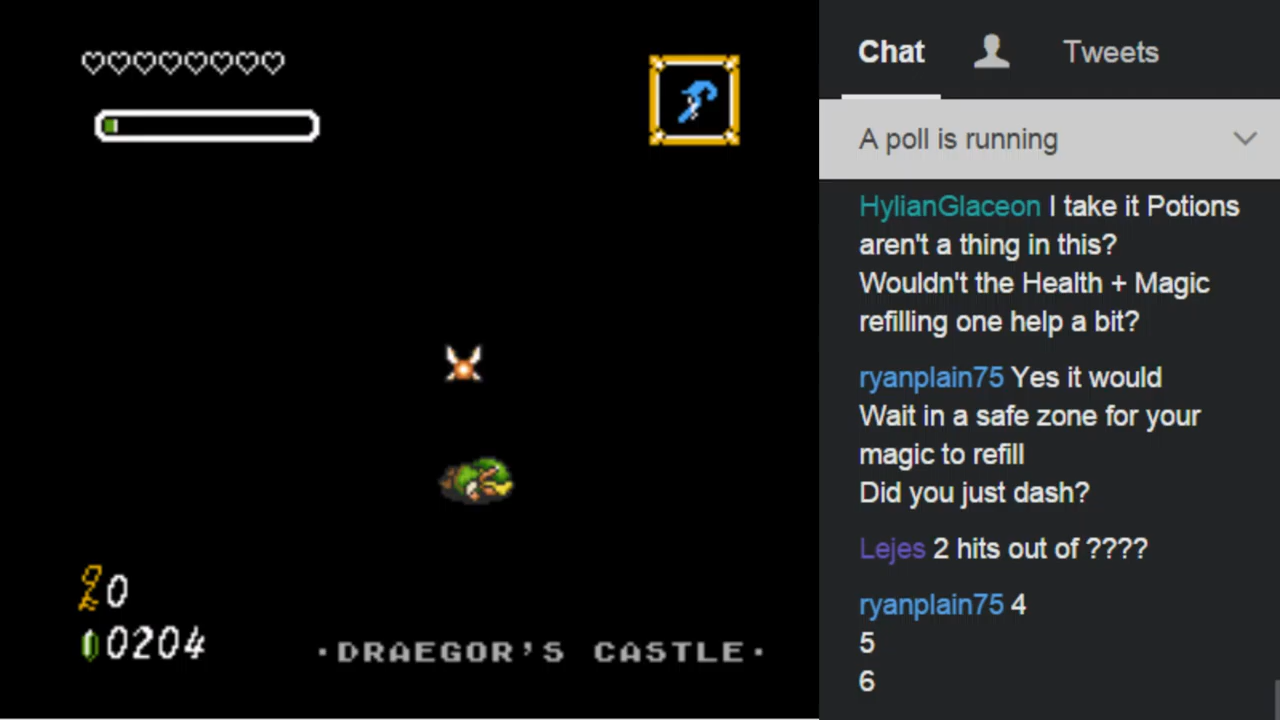 0
0204
·DRAEGOR'S CASTLE·
Chat
Tweets
A poll is running
HylianGlaceon I take it Potions
aren't a thing in this?
Wouldn't the Health + Magic
refilling one help a bit?
ryanplain75 Yes it would
Wait in a safe zone for your
magic to refill
Did you just dash?
Lejes 2 hits out of ????
ryanplain75 4
5
6